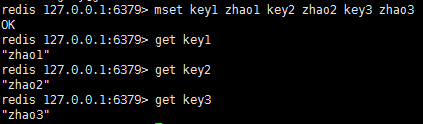 redis 127.0.0.1:6379> mset key1 zhao1 key2 zhao2 key3 zhao3
OK
redis 127.0.0.1:6379> get key1
"zhao1"
redis 127.0.0.1:6379> get key2
"zhao2"
redis 127.0.0.1:6379> get key3
"zhao3"